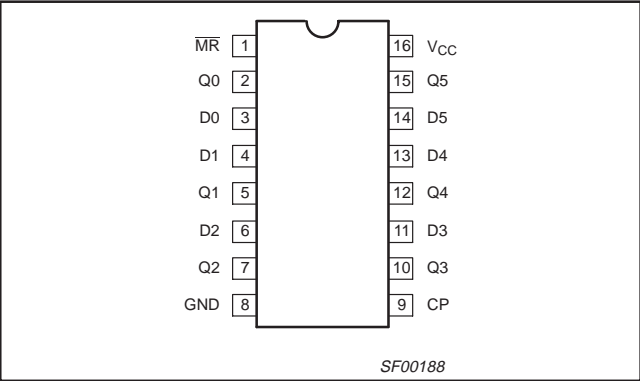 M̅R̅ 1 16 VCC
Q0 2 15 Q5
D0 3 14 D5
D1 4 13 D4
Q1 5 12 Q4
D2 6 11 D3
Q2 7 10 Q3
GND 8 9 CP
SF00188